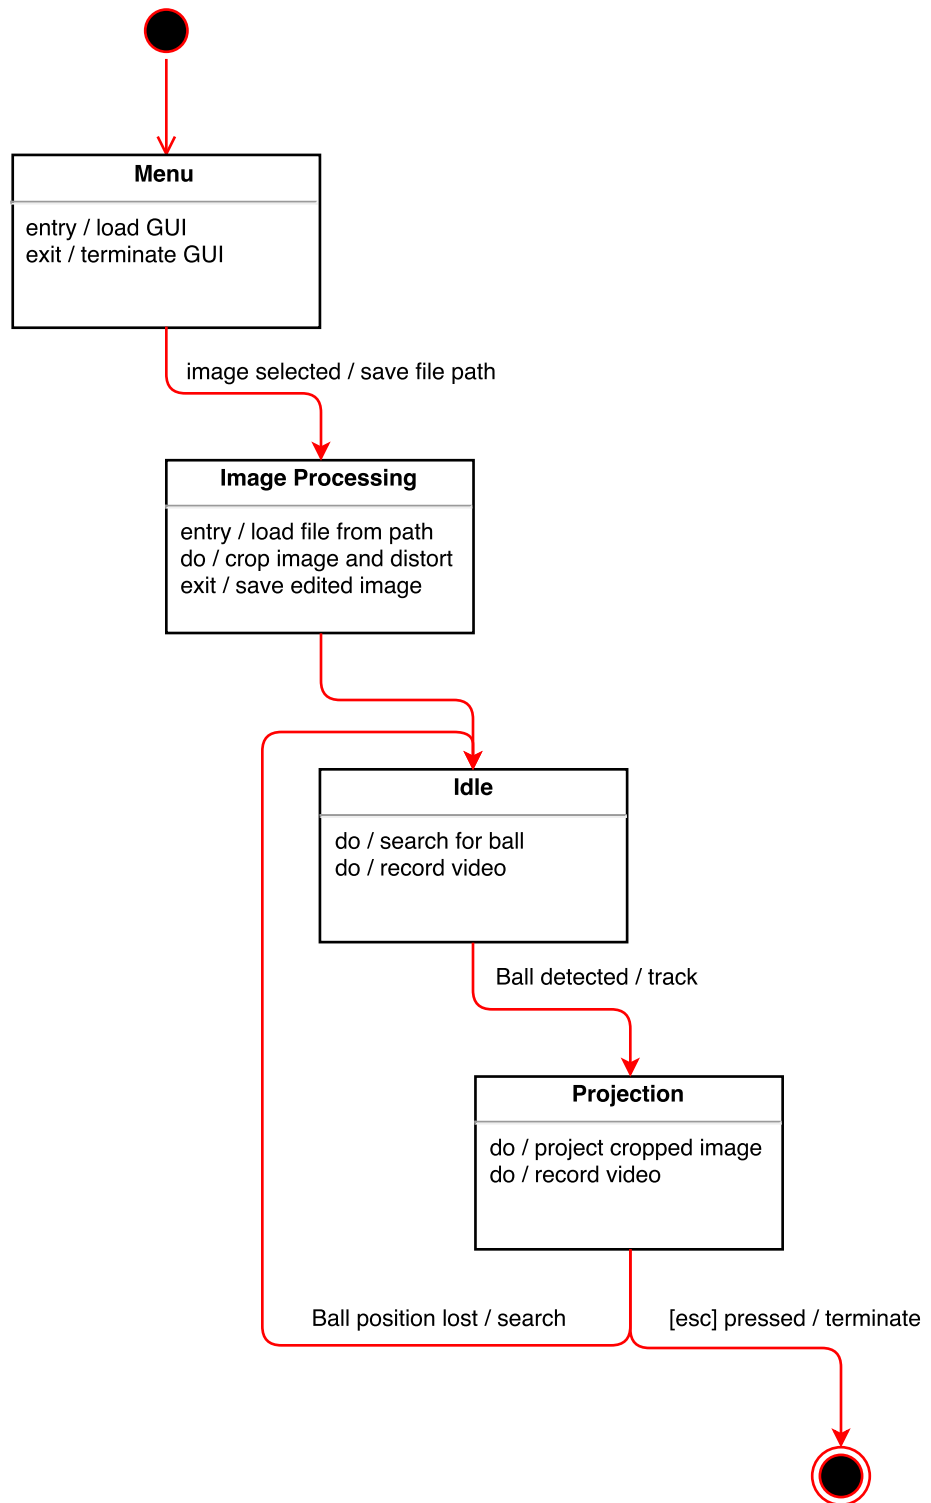 Menu
entry / load GUI
exit / terminate GUI
image selected / save file path
Image Processing
entry / load file from path
do / crop image and distort
exit / save edited image
Idle
do / search for ball
do / record video
Ball detected / track
Projection
do / project cropped image
do / record video
Ball position lost / search
[esc] pressed / terminate